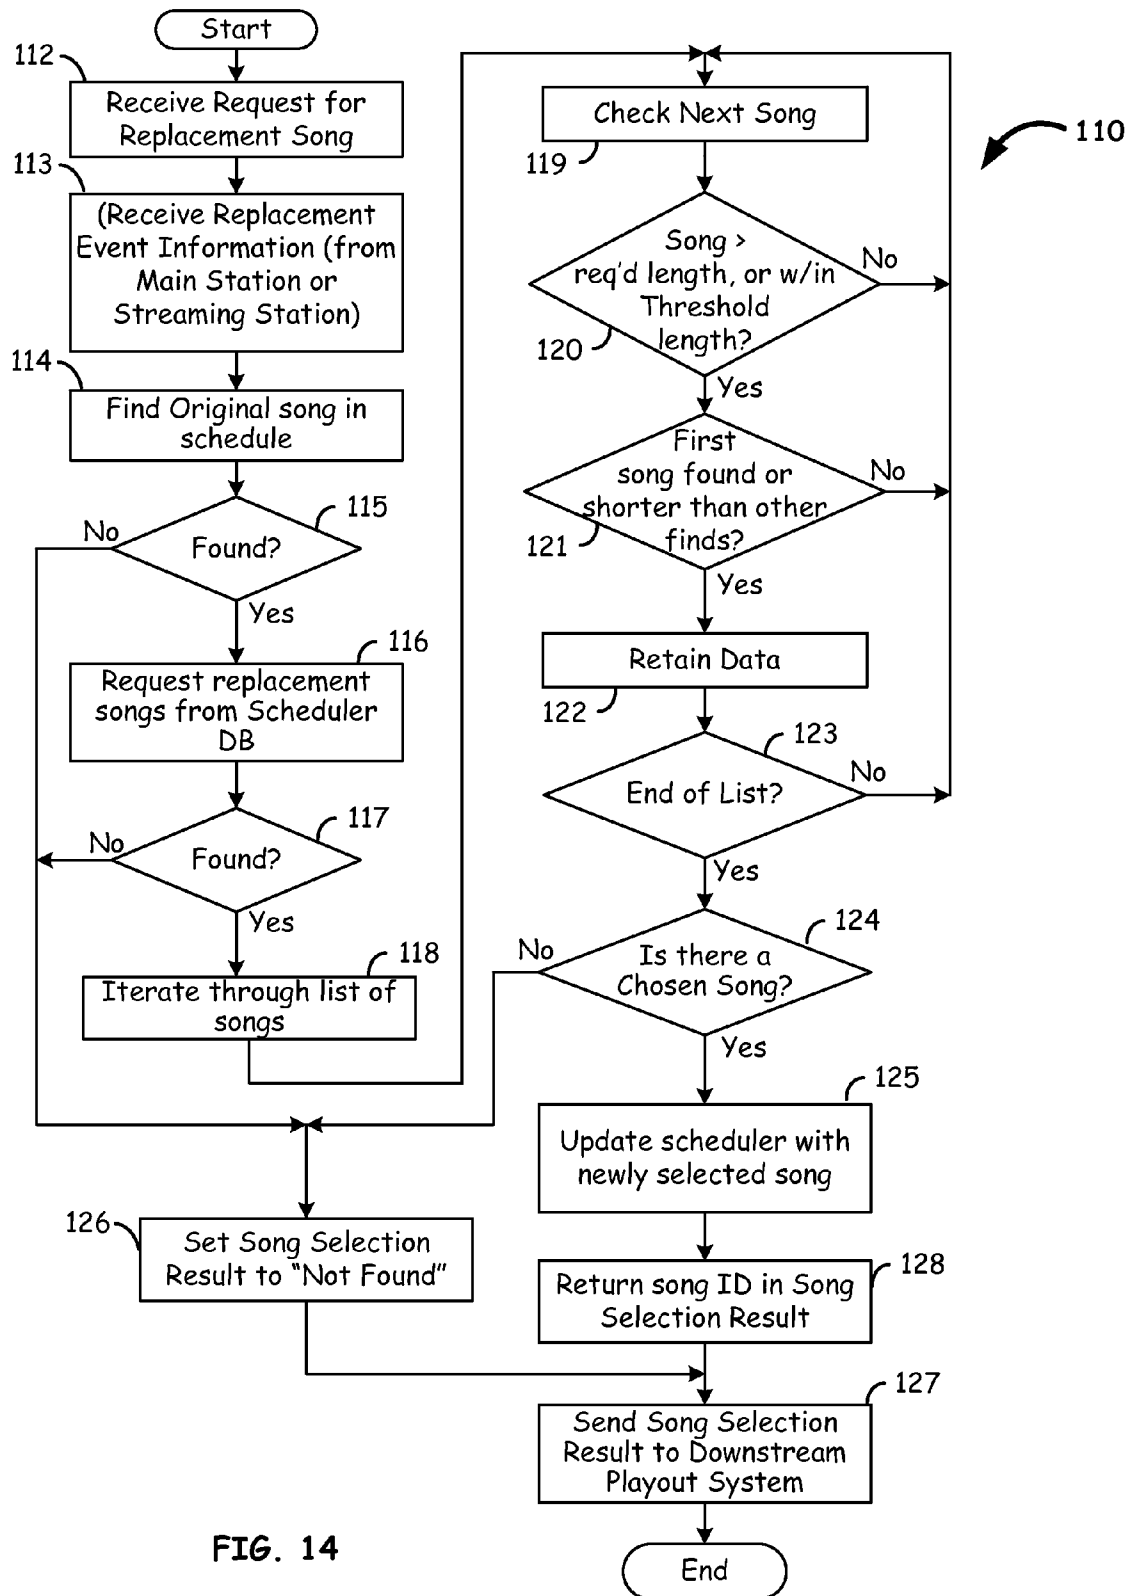 Start
112
Receive Request for
Replacement Song
113
(Receive Replacement
Event Information (from
Main Station or
Streaming Station)
114
Find Original song in
schedule
115
No
Found?
Yes
116
Request replacement
songs from Scheduler
DB
117
No
Found?
Yes
118
Iterate through list of
songs
110
Check Next Song
119
Song >
req'd length, or w/in
Threshold
length?
No
120
Yes
First
song found or
shorter than other
finds?
No
121
Yes
Retain Data
122
123
End of List?
No
Yes
124
No
Is there a
Chosen Song?
Yes
125
Update scheduler with
newly selected song
126
Set Song Selection
Result to "Not Found"
128
Return song ID in Song
Selection Result
127
Send Song Selection
Result to Downstream
Playout System
End
FIG. 14